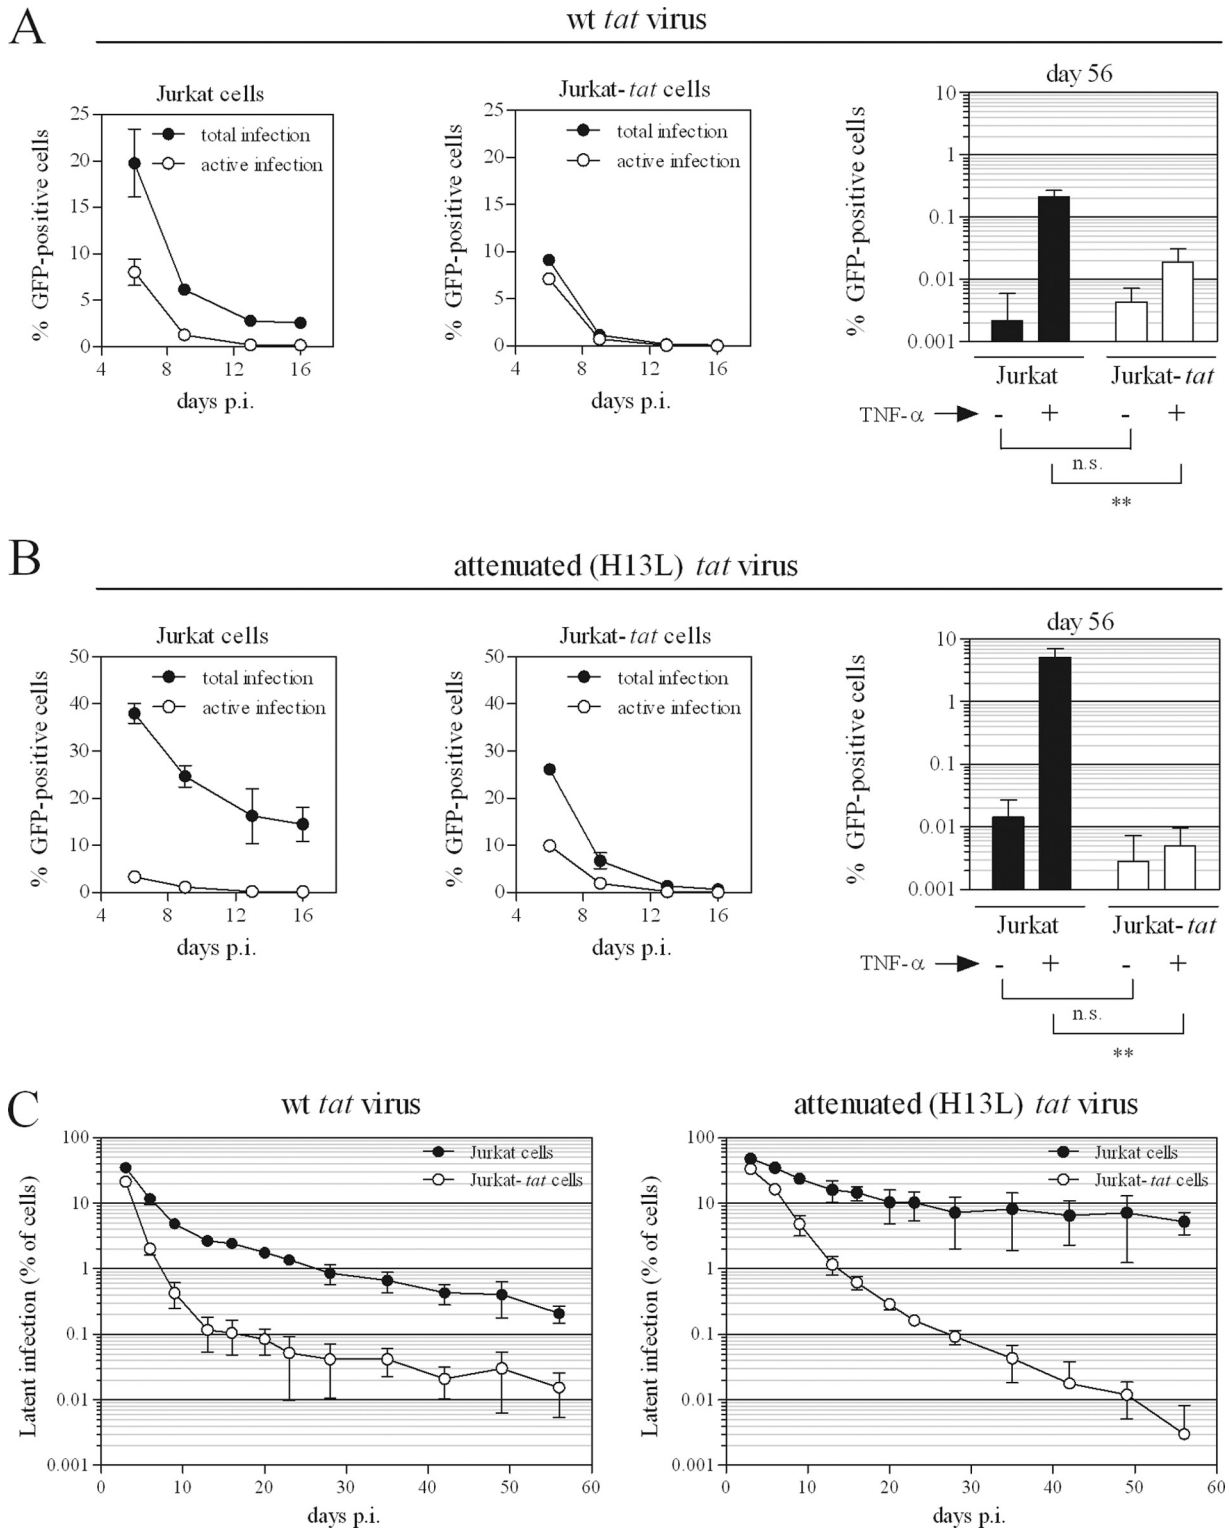 A
wt tat virus
Jurkat cells
% GFP-positive cells
25
20
15
10
5
0
total infection
active infection
4 8 12 16
days p.i.
Jurkat-tat cells
% GFP-positive cells
25
20
15
10
5
0
total infection
active infection
4 8 12 16
days p.i.
day 56
% GFP-positive cells
10
1
0.1
0.01
0.001
Jurkat Jurkat-tat
TNF-α - + - +
n.s.
**
B
attenuated (H13L) tat virus
Jurkat cells
% GFP-positive cells
50
40
30
20
10
0
total infection
active infection
4 8 12 16
days p.i.
Jurkat-tat cells
% GFP-positive cells
50
40
30
20
10
0
total infection
active infection
4 8 12 16
days p.i.
day 56
% GFP-positive cells
10
1
0.1
0.01
0.001
Jurkat Jurkat-tat
TNF-α - + - +
n.s.
**
C
wt tat virus
Latent infection (% of cells)
100
10
1
0.1
0.01
0.001
Jurkat cells
Jurkat-tat cells
0 10 20 30 40 50 60
days p.i.
attenuated (H13L) tat virus
Latent infection (% of cells)
100
10
1
0.1
0.01
0.001
Jurkat cells
Jurkat-tat cells
0 10 20 30 40 50 60
days p.i.